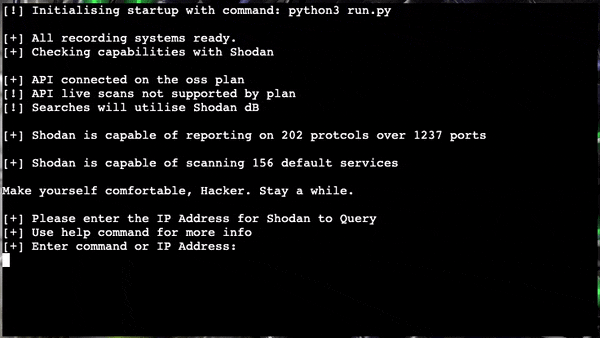 [!] Initialising startup with command: python3 run.py
[+] All recording systems ready.
[+] Checking capabilities with Shodan
[+] API connected on the oss plan
[!] API live scans not supported by plan
[!] Searches will utilise Shodan dB
[+] Shodan is capable of reporting on 202 protcols over 1237 ports
[+] Shodan is capable of scanning 156 default services
Make yourself comfortable, Hacker. Stay a while.
[+] Please enter the IP Address for Shodan to Query
[+] Use help command for more info
[+] Enter command or IP Address: